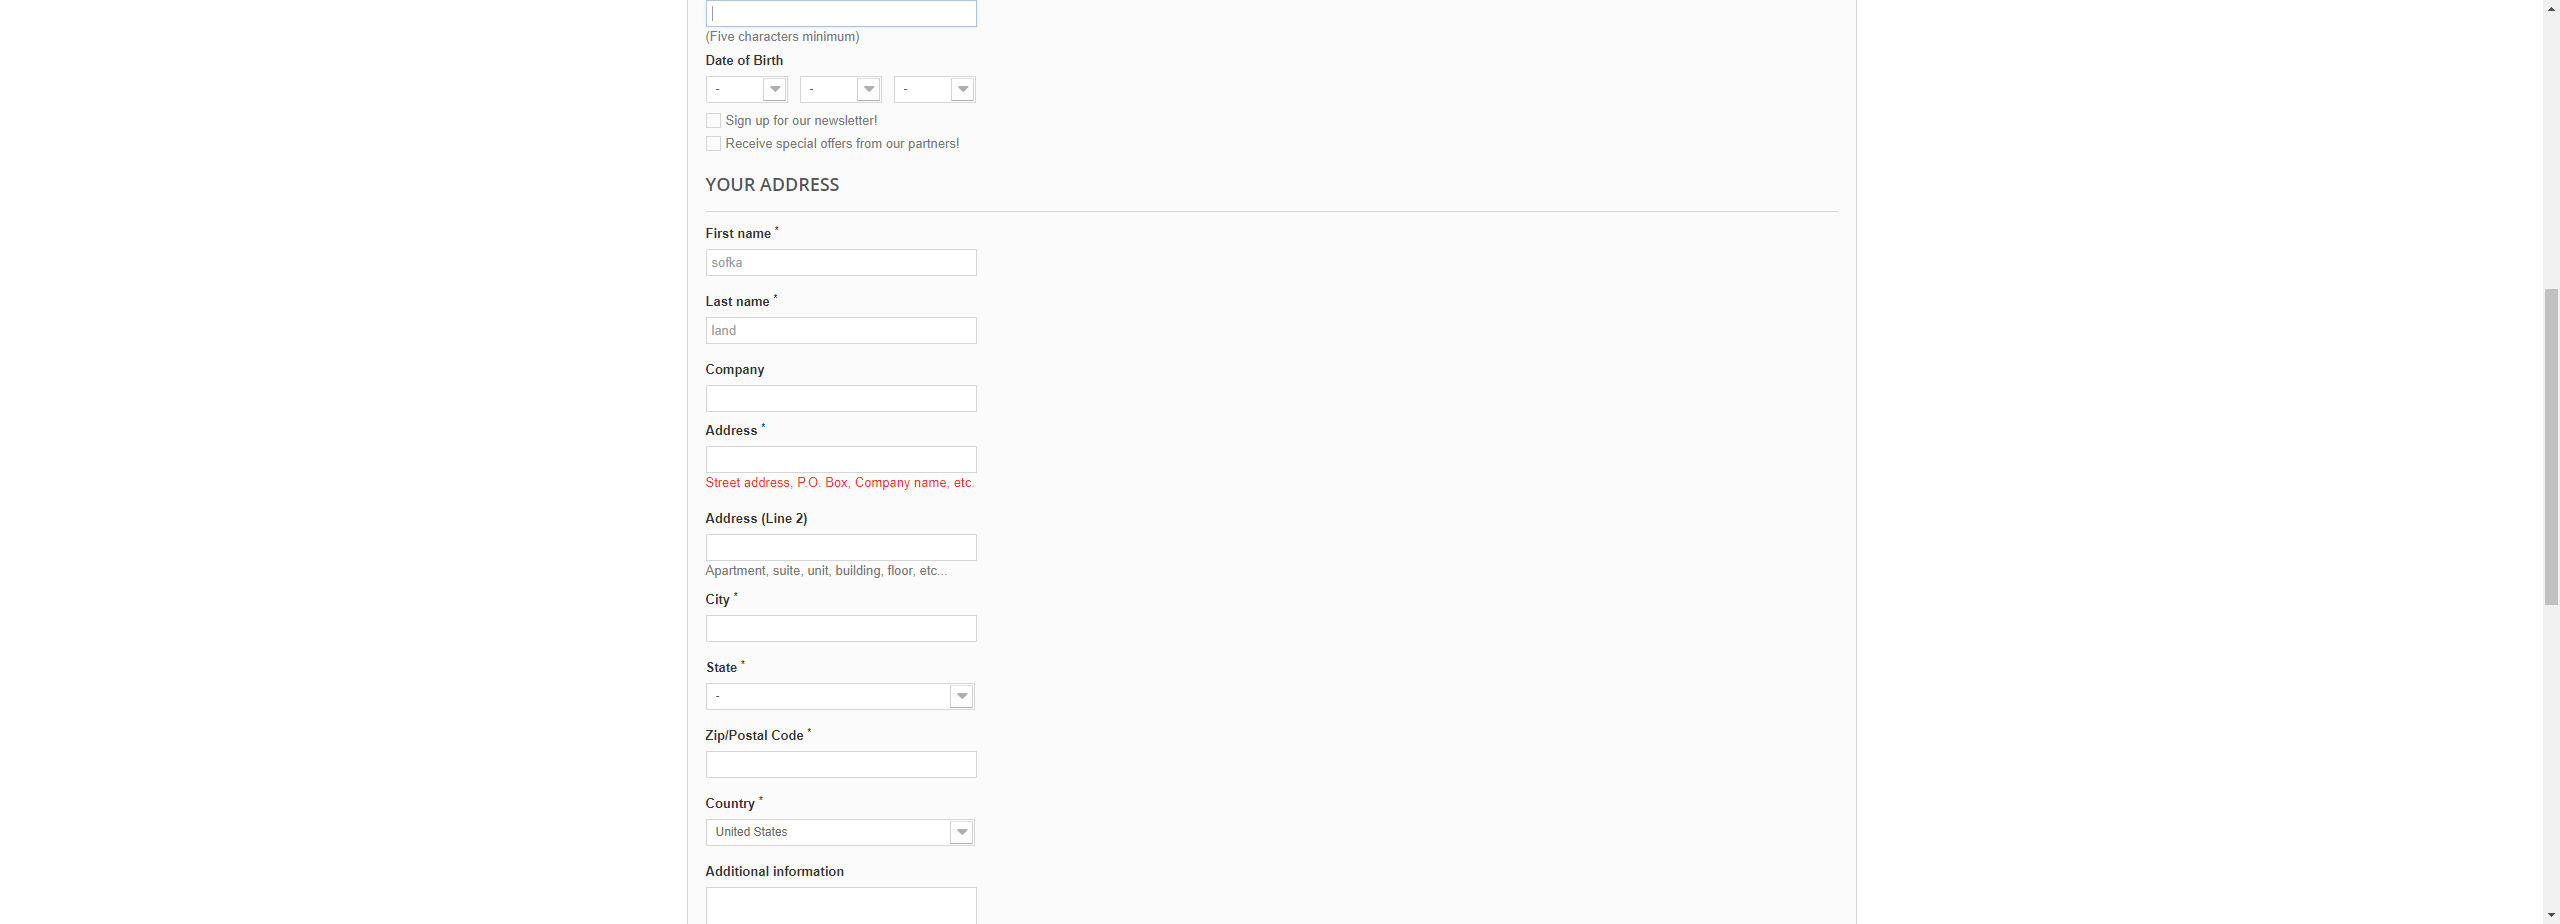 (Five characters minimum)
Date of Birth
- - -
Sign up for our newsletter!
Receive special offers from our partners!
YOUR ADDRESS
First name *
sofka
Last name *
land
Company
Address *
Street address, P.O. Box, Company name, etc.
Address (Line 2)
Apartment, suite, unit, building, floor, etc...
City *
State *
-
Zip/Postal Code *
Country *
United States
Additional information